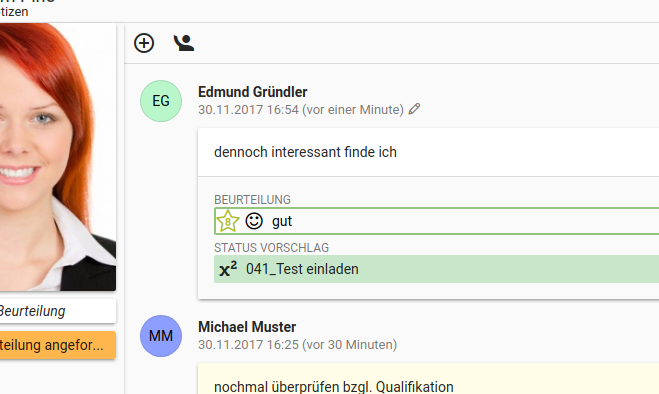 tizen
EG
Edmund Gründler
30.11.2017 16:54 (vor einer Minute)
dennoch interessant finde ich
BEURTEILUNG
8 gut
STATUS VORSCHLAG
x² 041_Test einladen
Beurteilung
teilung angefor...
MM
Michael Muster
30.11.2017 16:25 (vor 30 Minuten)
nochmal überprüfen bzgl. Qualifikation